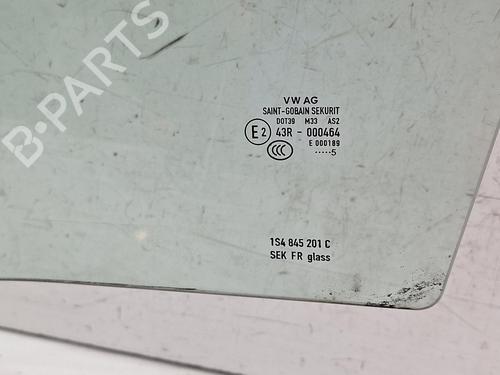 VW AG
SAINT-GOBAIN SEKURIT
DOT39 M33 AS2
E2 43R - 000464
CCC E 000189
.....5
1S4 845 201 C
SEK FR glass
B-PARTS